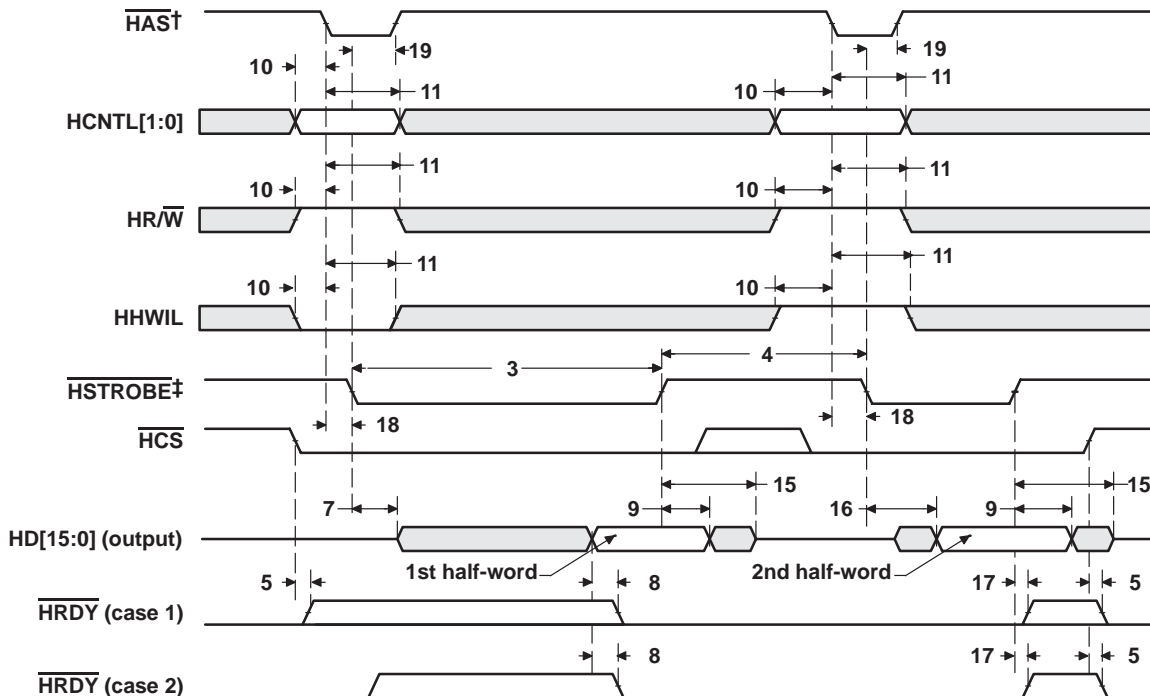 HAS†
19
19
10
11
10
11
HCNTL[1:0]
11
11
10
10
HR/W
11
11
10
10
HHWIL
3
4
HSTROBE‡
18
18
HCS
15
15
7
9
16
9
HD[15:0] (output)
1st half-word
2nd half-word
5
8
17
5
HRDY (case 1)
8
17
5
HRDY (case 2)